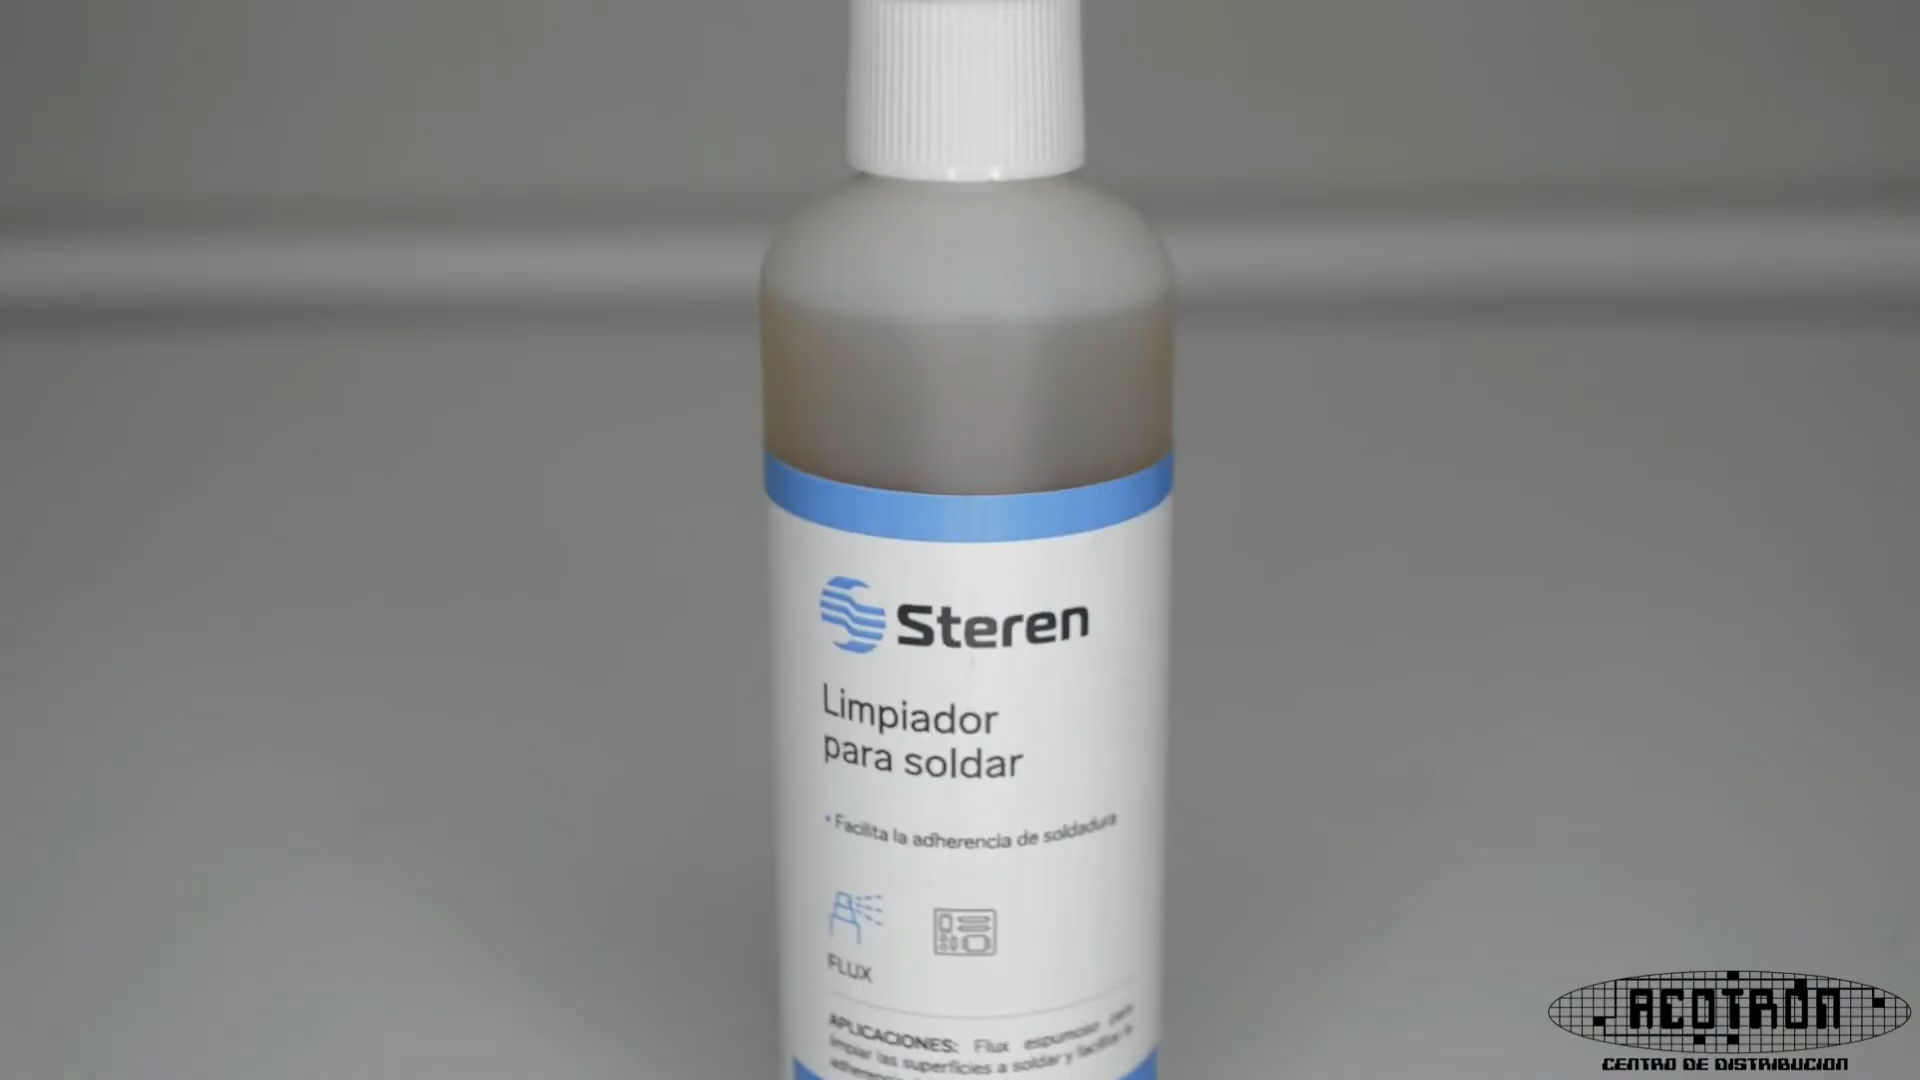 Steren
Limpiador
para soldar
• Facilita la adherencia de soldadura
FLUX
APLICACIONES: Flux espumoso para
limpiar las superficies a soldar y facilitar la
ACOTRÓN
CENTRO DE DISTRIBUCION